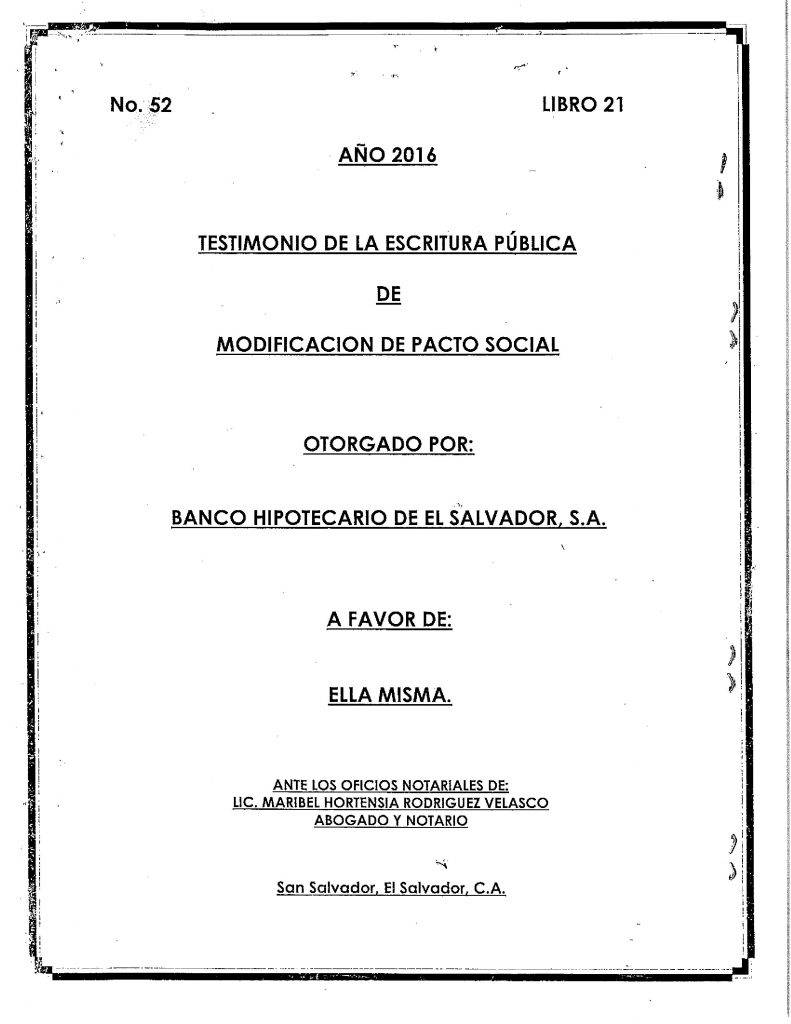 No. 52 LIBRO 21
AÑO 2016
TESTIMONIO DE LA ESCRITURA PÚBLICA
DE
MODIFICACION DE PACTO SOCIAL
OTORGADO POR:
BANCO HIPOTECARIO DE EL SALVADOR, S.A.
A FAVOR DE:
ELLA MISMA.
ANTE LOS OFICIOS NOTARIALES DE:
LIC. MARIBEL HORTENSIA RODRIGUEZ VELASCO
ABOGADO Y NOTARIO
San Salvador, El Salvador, C.A.